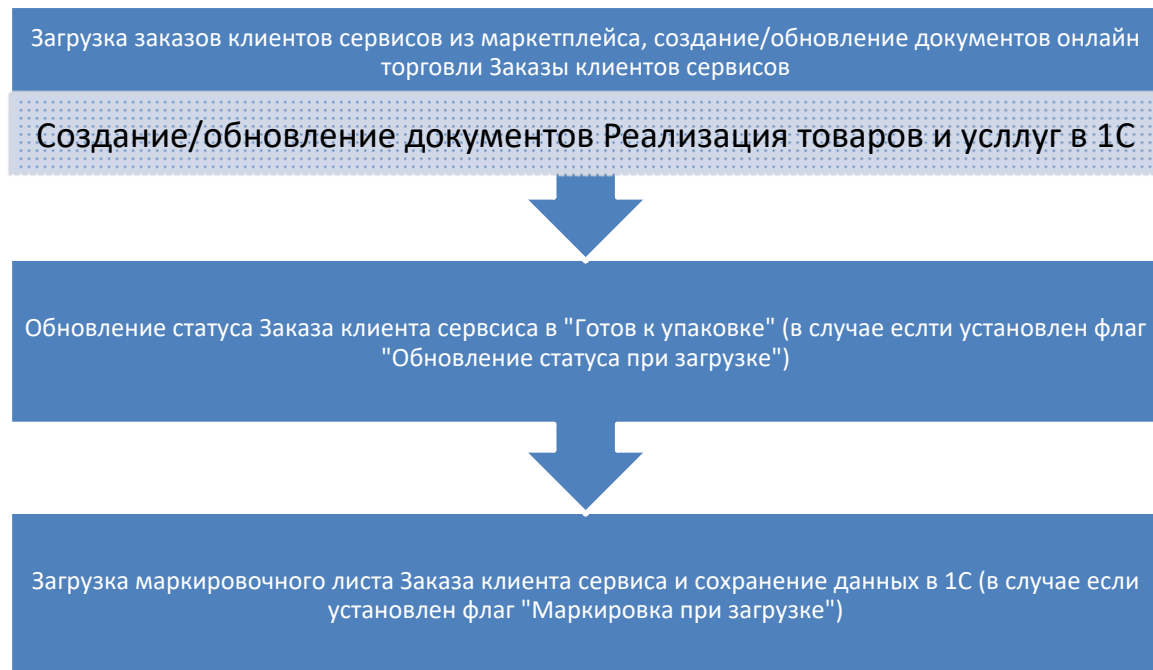 Загрузка заказов клиентов сервисов из маркетплейса, создание/обновление документов онлайн
торговли Заказы клиентов сервисов
Создание/обновление документов Реализация товаров и усллуг в 1С
Обновление статуса Заказа клиента сервсиса в "Готов к упаковке" (в случае еслти установлен флаг
"Обновление статуса при загрузке")
Загрузка маркировочного листа Заказа клиента сервиса и сохранение данных в 1С (в случае если
установлен флаг "Маркировка при загрузке")